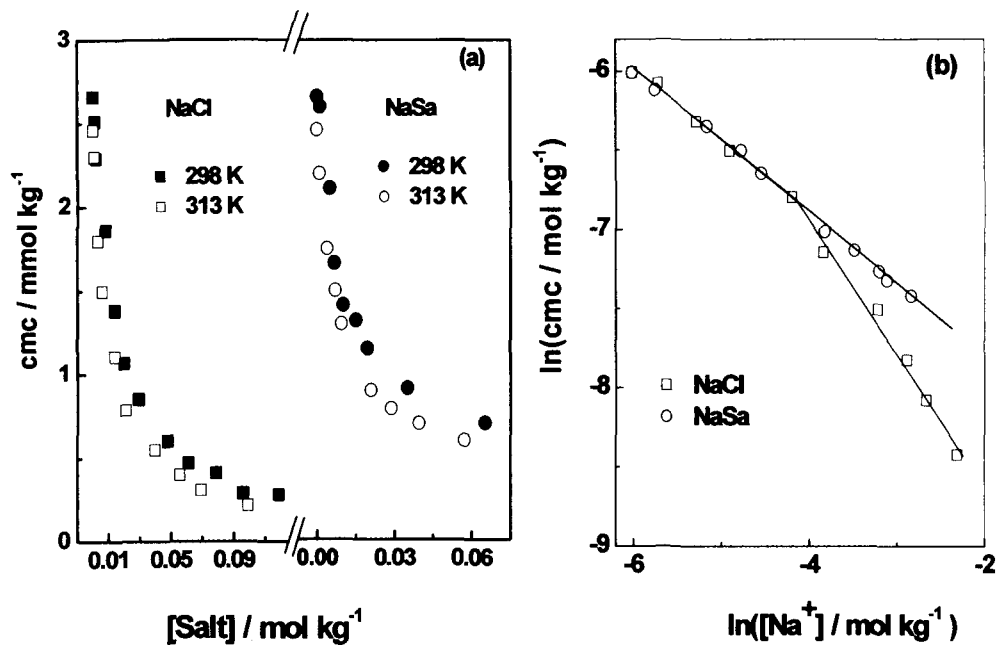 (a)
NaCl
298 K
313 K
NaSa
298 K
313 K
3
2
1
0
cmc / mmol kg⁻¹
0.01 0.05 0.09 0.00 0.03 0.06
[Salt] / mol kg⁻¹
(b)
-6
-7
-8
-9
ln(cmc / mol kg⁻¹)
NaCl
NaSa
-6 -4 -2
ln([Na⁺] / mol kg⁻¹)